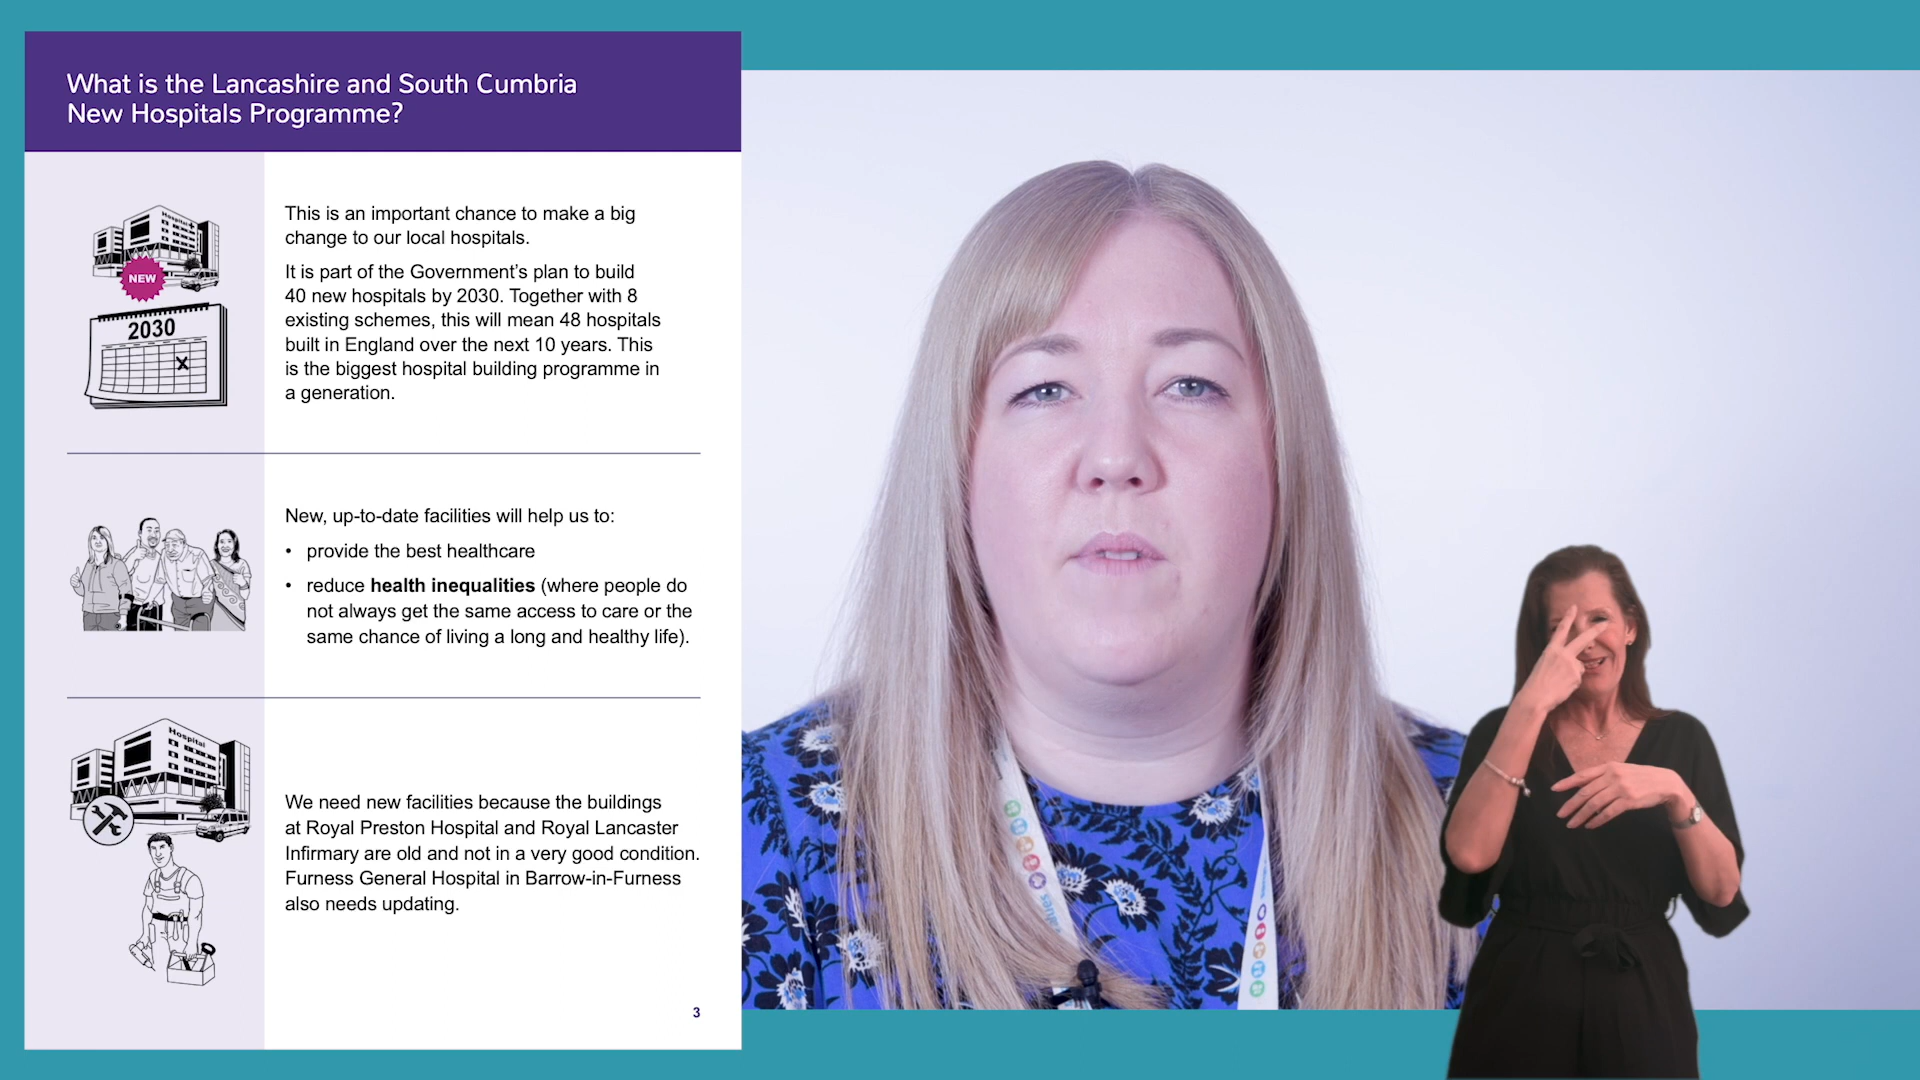 What is the Lancashire and South Cumbria
New Hospitals Programme?
Hospital
NEW
2030
X
This is an important chance to make a big
change to our local hospitals.
It is part of the Government’s plan to build
40 new hospitals by 2030. Together with 8
existing schemes, this will mean 48 hospitals
built in England over the next 10 years. This
is the biggest hospital building programme in
a generation.
New, up-to-date facilities will help us to:
• provide the best healthcare
• reduce health inequalities (where people do
not always get the same access to care or the
same chance of living a long and healthy life).
Hospital
We need new facilities because the buildings
at Royal Preston Hospital and Royal Lancaster
Infirmary are old and not in a very good condition.
Furness General Hospital in Barrow-in-Furness
also needs updating.
3